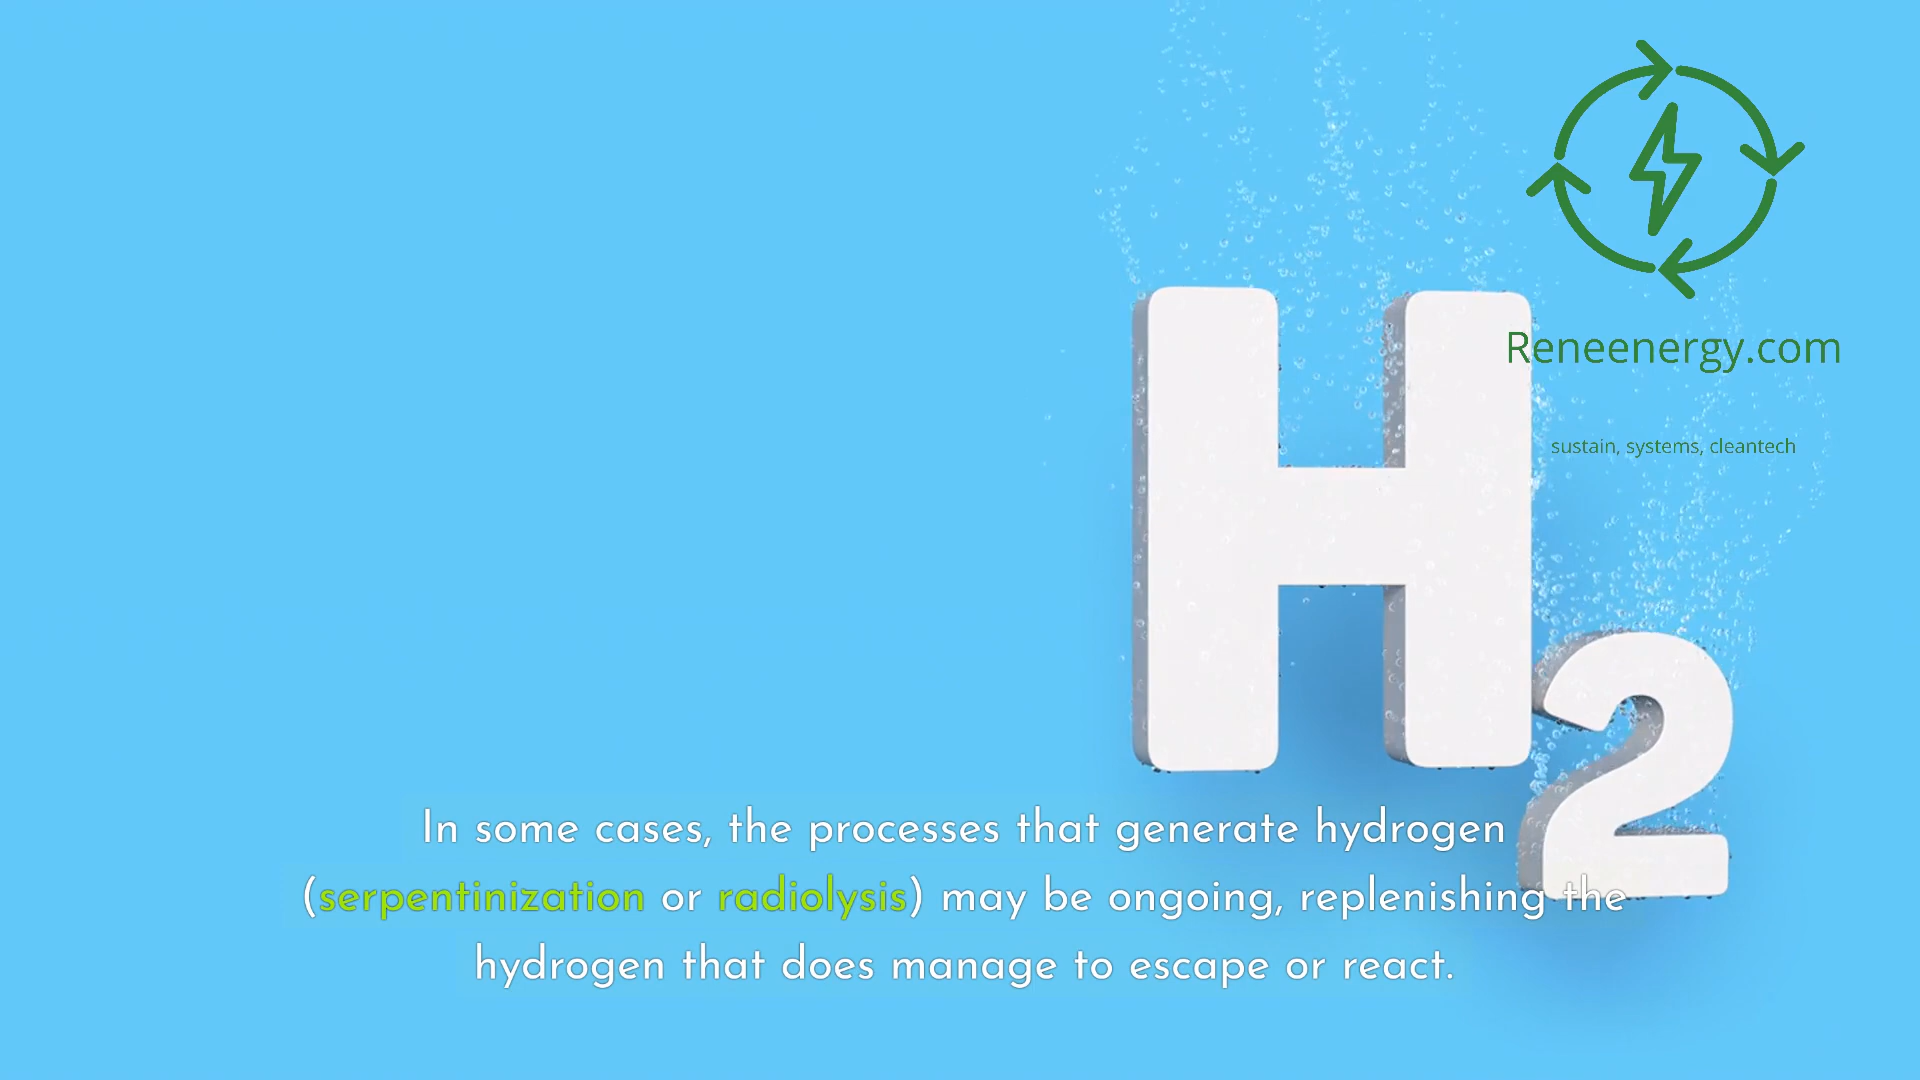 Reneenergy.com
sustain, systems, cleantech
H2
In some cases, the processes that generate hydrogen
(serpentinization or radiolysis) may be ongoing, replenishing the
hydrogen that does manage to escape or react.